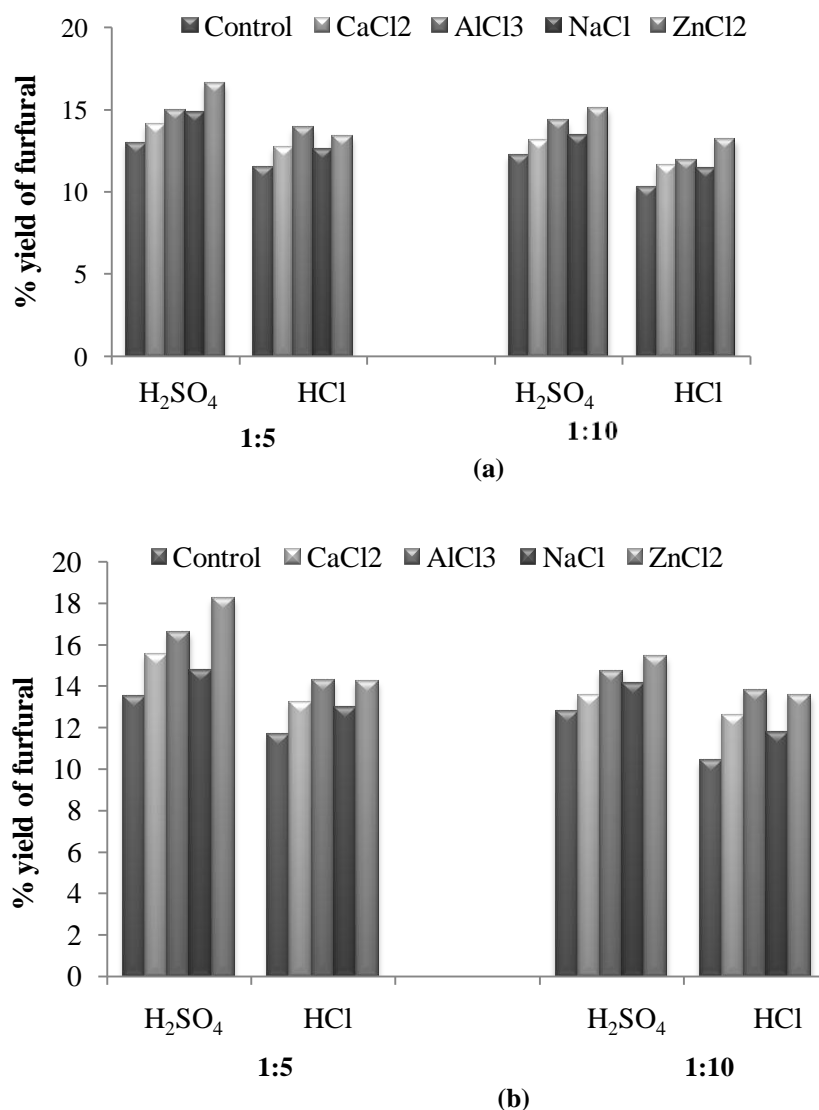 20
Control CaCl2 AlCl3 NaCl ZnCl2
15
10
5
0
% yield of furfural
H₂SO₄ HCl H₂SO₄ HCl
1:5 1:10
(a)
Control CaCl2 AlCl3 NaCl ZnCl2
20
18
16
14
12
10
8
6
4
2
0
% yield of furfural
H₂SO₄ HCl H₂SO₄ HCl
1:5 1:10
(b)